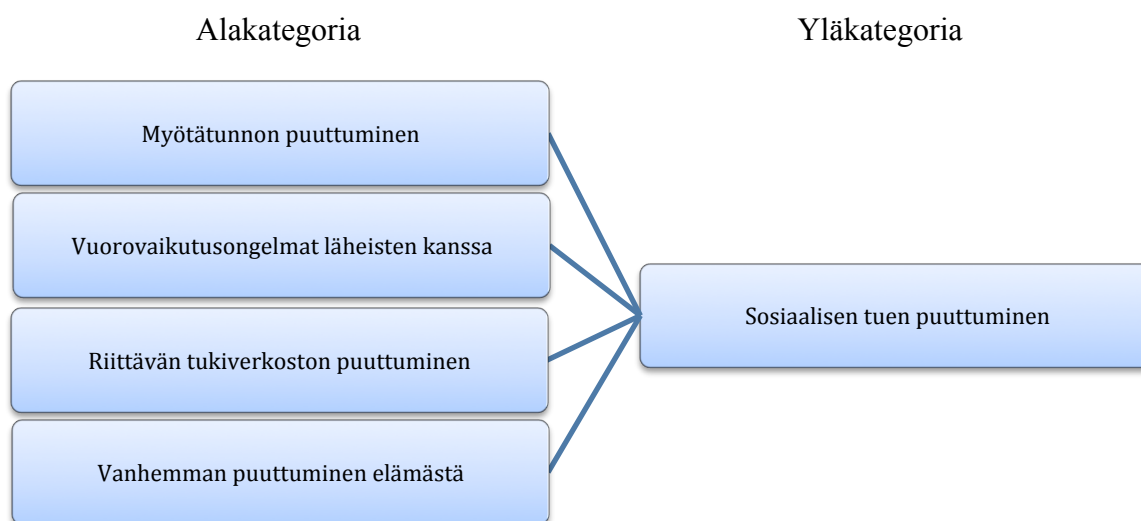 Alakategoria
Yläkategoria
Myötätunnon puuttuminen
Vuorovaikutusongelmat läheisten kanssa
Riittävän tukiverkoston puuttuminen
Vanhemman puuttuminen elämästä
Sosiaalisen tuen puuttuminen